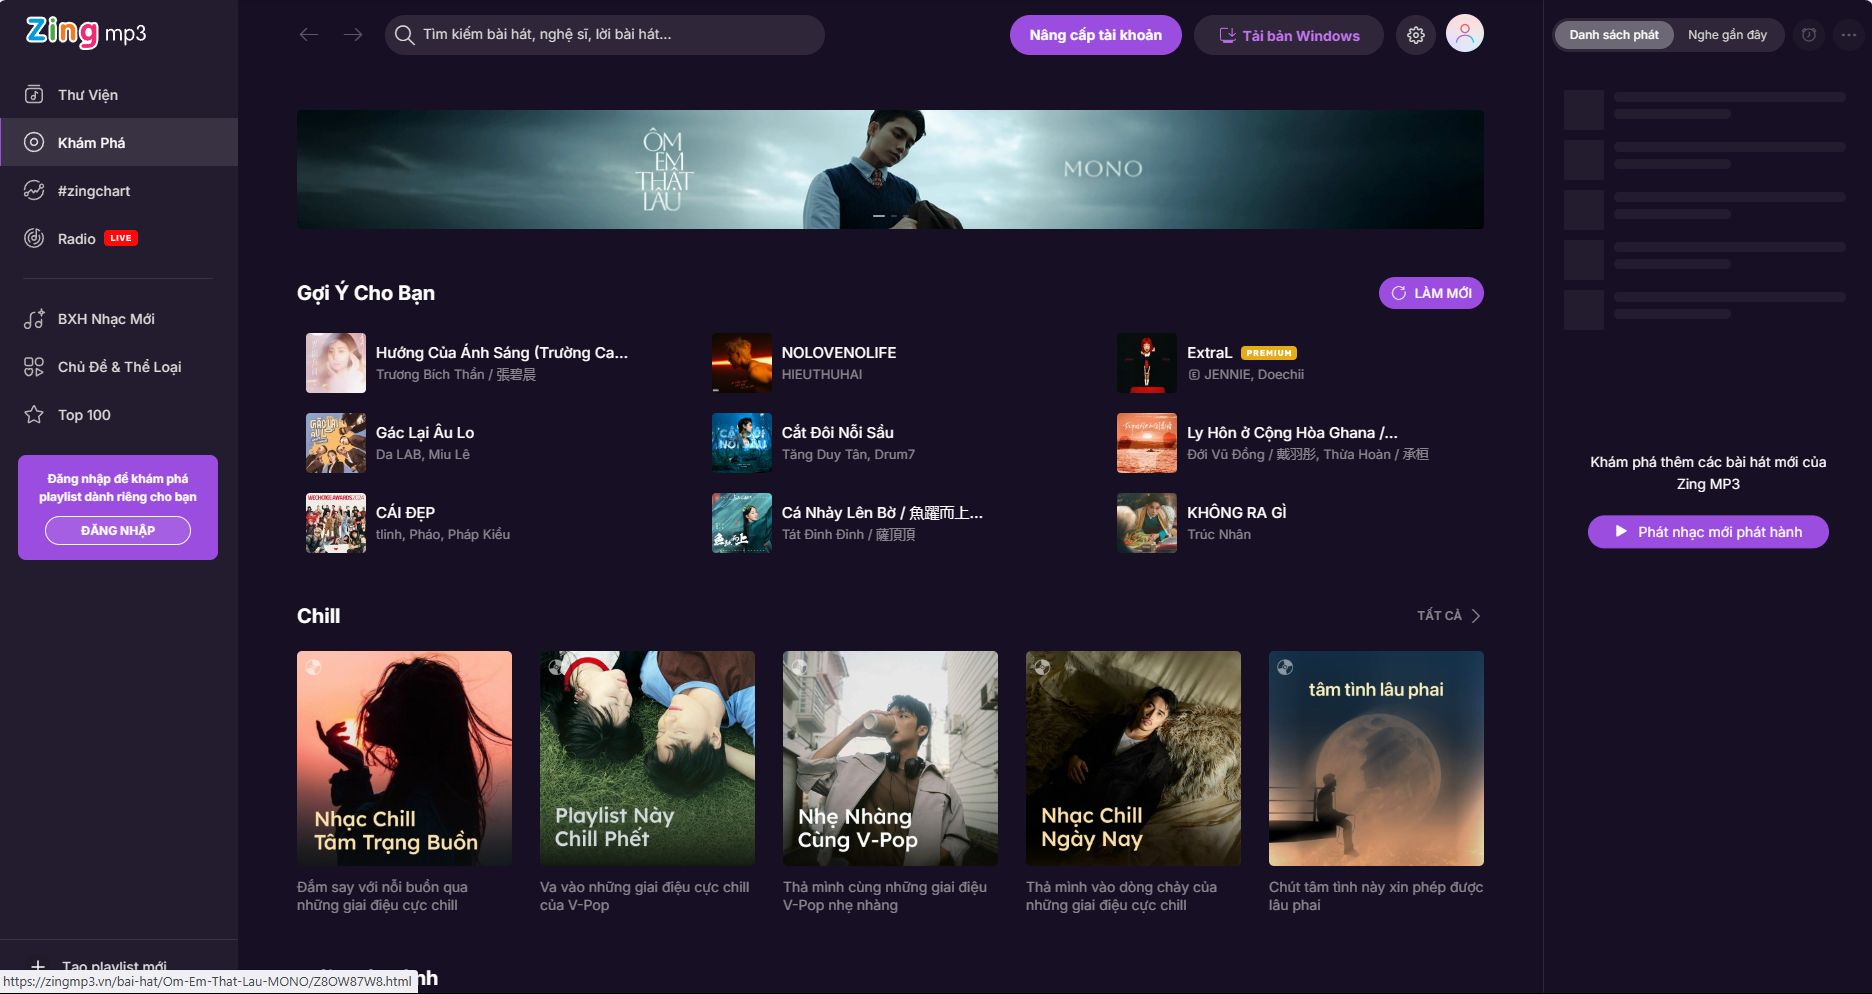 Zing mp3
Thư Viện
Khám Phá
#zingchart
Radio LIVE
BXH Nhạc Mới
Chủ Đề & Thể Loại
Top 100
Đăng nhập để khám phá
playlist dành riêng cho bạn
ĐĂNG NHẬP
Tạo playlist mới
https://zingmp3.vn/bai-hat/Om-Em-That-Lau-MONO/Z8OW87W8.html
Tìm kiếm bài hát, nghệ sĩ, lời bài hát...
Nâng cấp tài khoản
Tải bản Windows
ÔM
EM
THẬT
LÂU
MONO
Gợi Ý Cho Bạn
LÀM MỚI
Hướng Của Ánh Sáng (Trường Ca...
Trương Bích Thần / 張碧晨
NOLOVENOLIFE
HIEUTHUHAI
ExtraL PREMIUM
E JENNIE, Doechii
Gác Lại Âu Lo
Da LAB, Miu Lê
Cắt Đôi Nỗi Sầu
Tăng Duy Tân, Drum7
Ly Hôn ở Cộng Hòa Ghana /...
Đới Vũ Đồng / 戴羽彤, Thừa Hoàn / 承桓
WECHOICE AWARDS 2024
CÁI ĐẸP
tlinh, Pháo, Pháp Kiều
Cá Nhảy Lên Bờ / 魚躍而上...
Tát Đỉnh Đỉnh / 薩頂頂
KHÔNG RA GÌ
Trúc Nhân
Chill
TẤT CẢ
Nhạc Chill
Tâm Trạng Buồn
Playlist Này
Chill Phết
Nhẹ Nhàng
Cùng V-Pop
Nhạc Chill
Ngày Nay
tâm tình lâu phai
Đắm say với nỗi buồn qua
những giai điệu cực chill
Va vào những giai điệu cực chill
của V-Pop
Thả mình cùng những giai điệu
V-Pop nhẹ nhàng
Thả mình vào dòng chảy của
những giai điệu cực chill
Chút tâm tình này xin phép được
lâu phai
Danh sách phát
Nghe gần đây
Khám phá thêm các bài hát mới của
Zing MP3
Phát nhạc mới phát hành